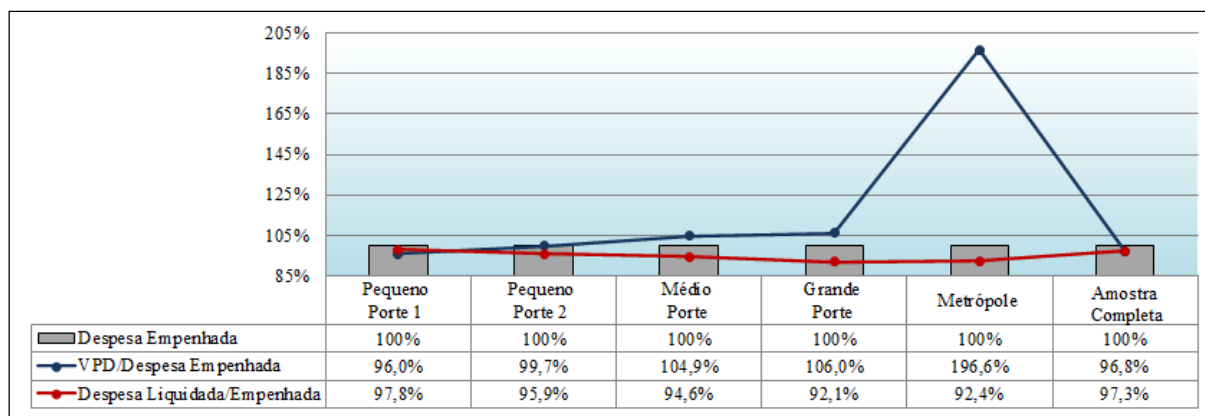 205%
185%
165%
145%
125%
105%
85%
Pequeno Porte 1 Pequeno Porte 2 Médio Porte Grande Porte Metrópole Amostra Completa
Despesa Empenhada 100% 100% 100% 100% 100% 100%
VPD/Despesa Empenhada 96,0% 99,7% 104,9% 106,0% 196,6% 96,8%
Despesa Liquidada/Empenhada 97,8% 95,9% 94,6% 92,1% 92,4% 97,3%